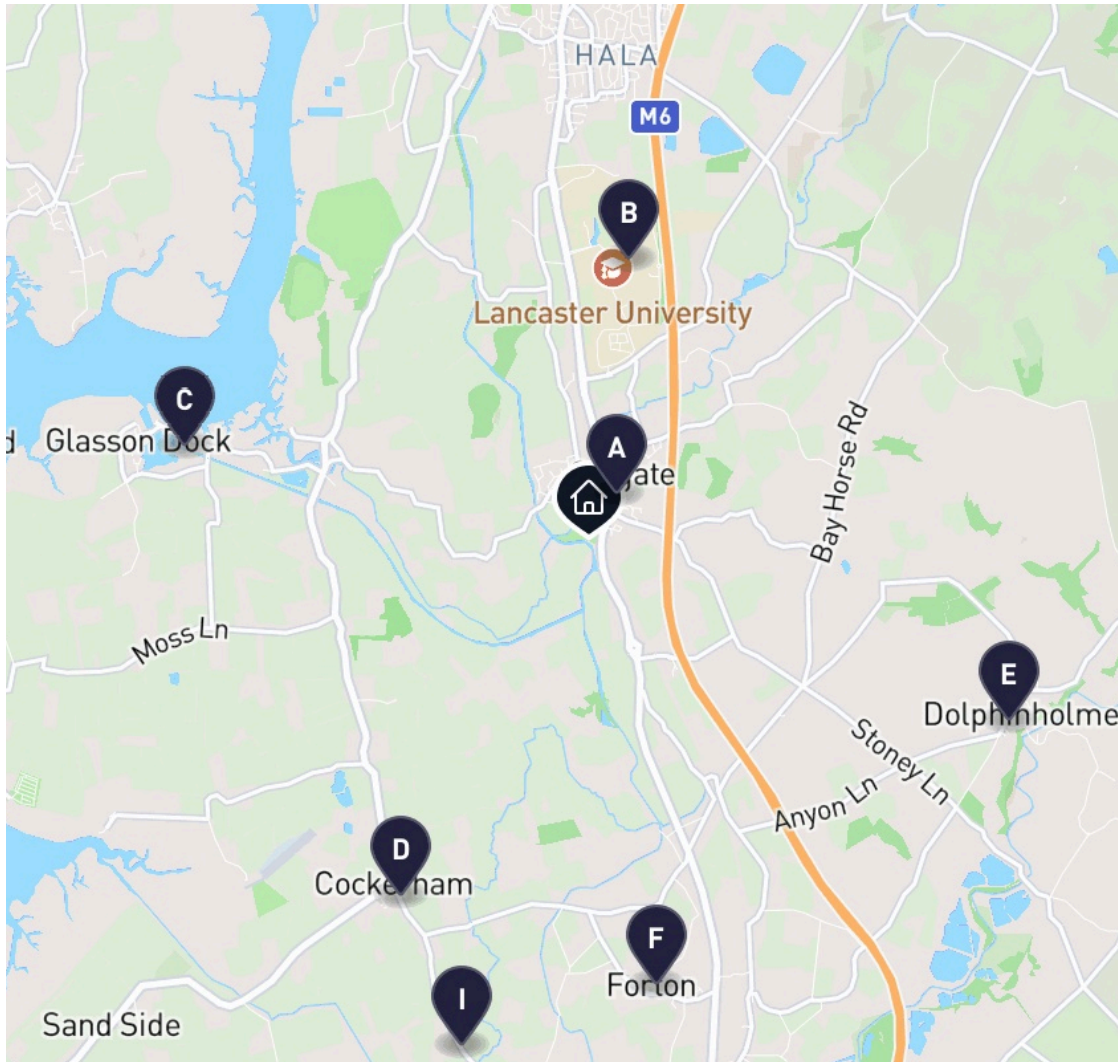 HALA
M6
B
Lancaster University
C
Glasson Dock
A
gate
Bay Horse Rd
Moss Ln
E
Dolphinholme
Stoney Ln
Anyon Ln
D
Cockerham
F
Forton
I
Sand Side